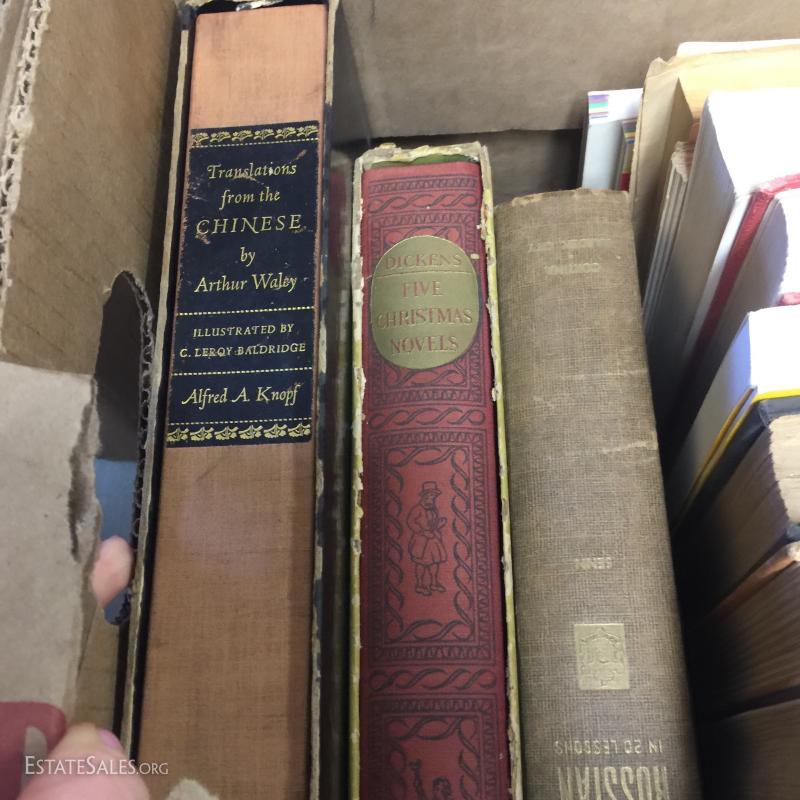 Translations
from the
CHINESE
by
Arthur Waley
ILLUSTRATED BY
C. LEROY BALDRIDGE
Alfred A. Knopf
DICKENS
FIVE
CHRISTMAS
NOVELS
RUSSIAN
IN 20 LESSONS
SENN
ESTATESALES.ORG